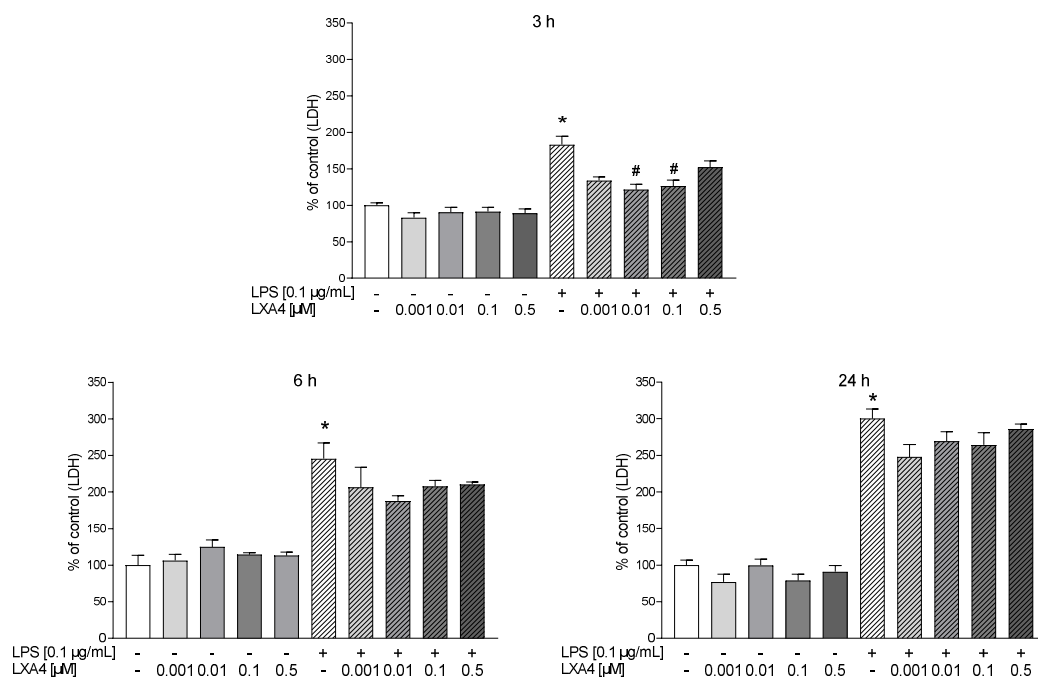 3 h
% of control (LDH)
350
300
250
200
150
100
50
0
*
#
#
LPS [0.1 µg/mL] - - - - - + + + + +
LXA4 [µM] - 0.001 0.01 0.1 0.5 - 0.001 0.01 0.1 0.5
6 h
% of control (LDH)
350
300
250
200
150
100
50
0
*
LPS [0.1 µg/mL] - - - - - + + + + +
LXA4 [µM] - 0.001 0.01 0.1 0.5 - 0.001 0.01 0.1 0.5
24 h
% of control (LDH)
350
300
250
200
150
100
50
0
*
LPS [0.1 µg/mL] - - - - - + + + + +
LXA4 [µM] - 0.001 0.01 0.1 0.5 - 0.001 0.01 0.1 0.5